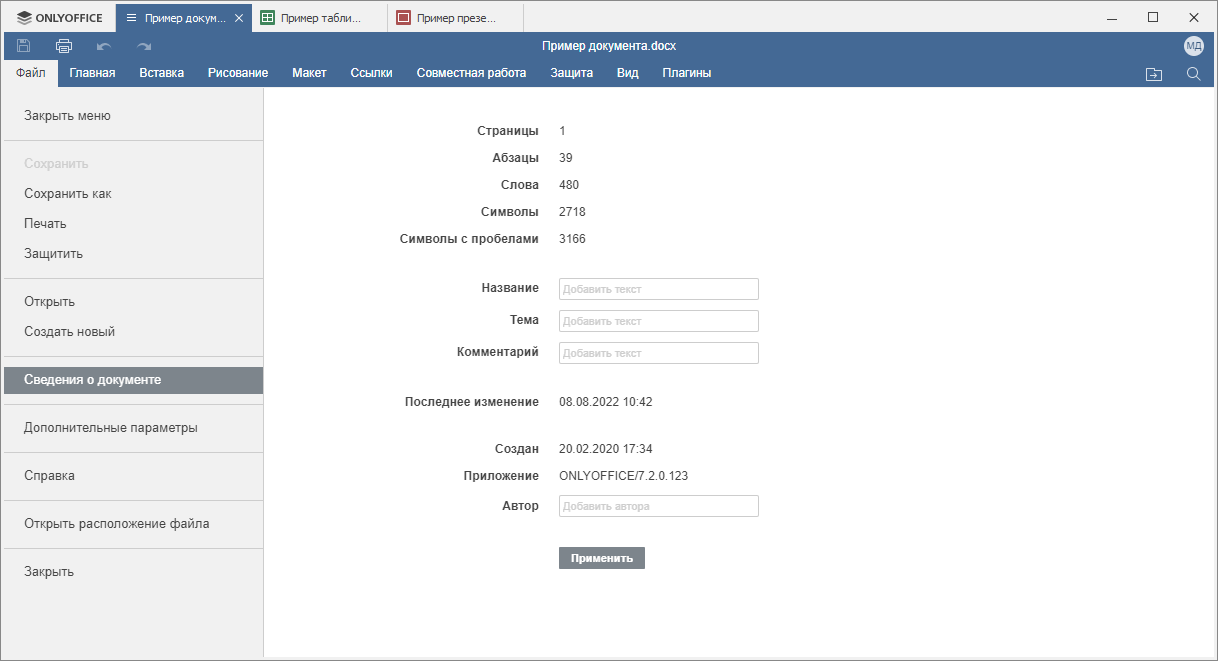 ONLYOFFICE Пример докум... Пример табли... Пример презе...
Пример документа.docx МД
Файл Главная Вставка Рисование Макет Ссылки Совместная работа Защита Вид Плагины
Закрыть меню
Сохранить
Сохранить как
Печать
Защитить
Открыть
Создать новый
Сведения о документе
Дополнительные параметры
Справка
Открыть расположение файла
Закрыть
Страницы 1
Абзацы 39
Слова 480
Символы 2718
Символы с пробелами 3166
Название Добавить текст
Тема Добавить текст
Комментарий Добавить текст
Последнее изменение 08.08.2022 10:42
Создан 20.02.2020 17:34
Приложение ONLYOFFICE/7.2.0.123
Автор Добавить автора
Применить